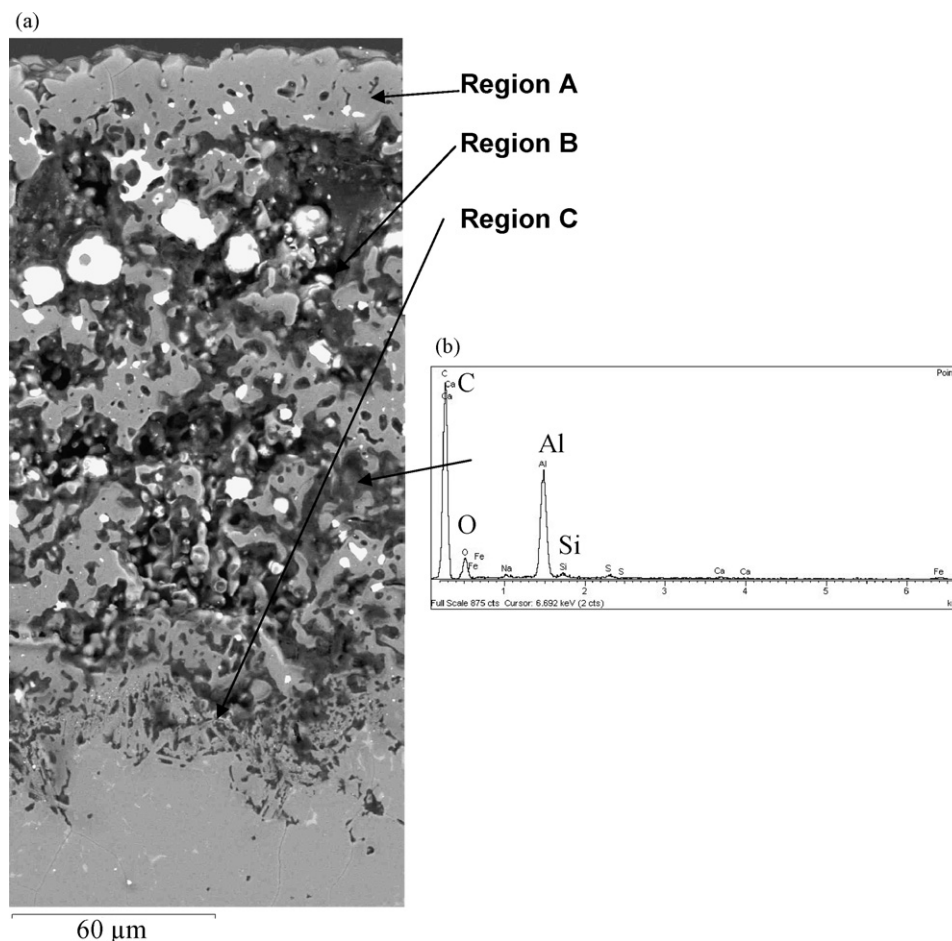 (a)
Region A
Region B
Region C
(b)
C
C
Ca
Ca
Poin
Al
Al
O
O
Fe
Fe
Na
Si
Si
S
S
Ca
Ca
Fe
1 2 3 4 5 6
Full Scale 875 cts Cursor: 6.692 keV (2 cts)
60 µm